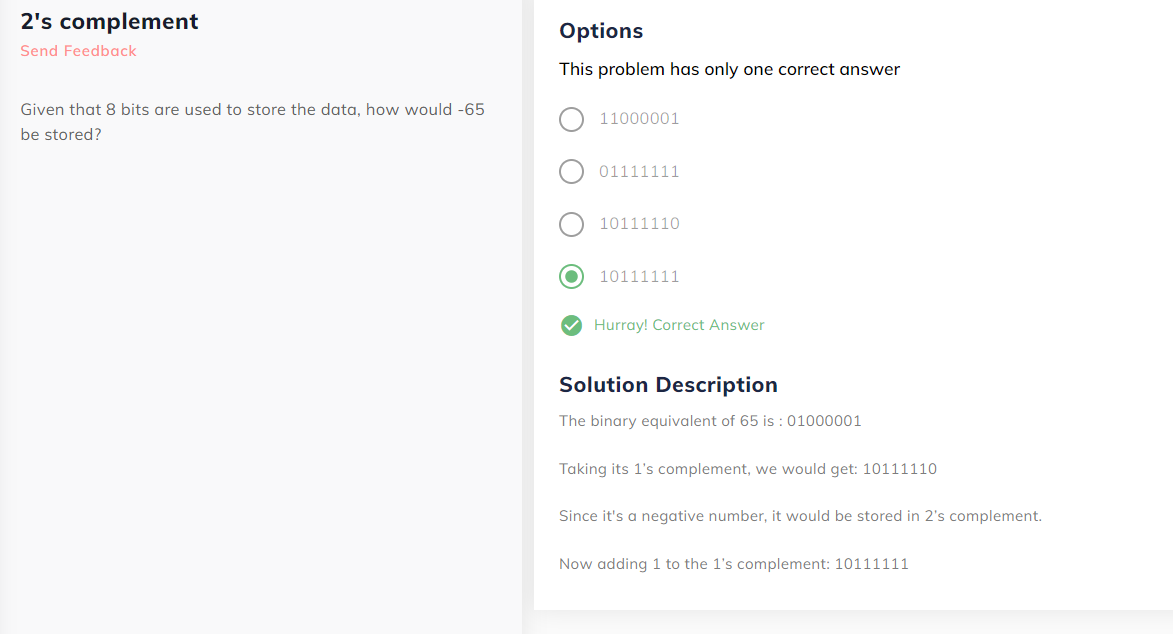 2's complement
Send Feedback
Given that 8 bits are used to store the data, how would -65
be stored?
Options
This problem has only one correct answer
11000001
01111111
10111110
10111111
Hurray! Correct Answer
Solution Description
The binary equivalent of 65 is : 01000001
Taking its 1’s complement, we would get: 10111110
Since it's a negative number, it would be stored in 2’s complement.
Now adding 1 to the 1’s complement: 10111111